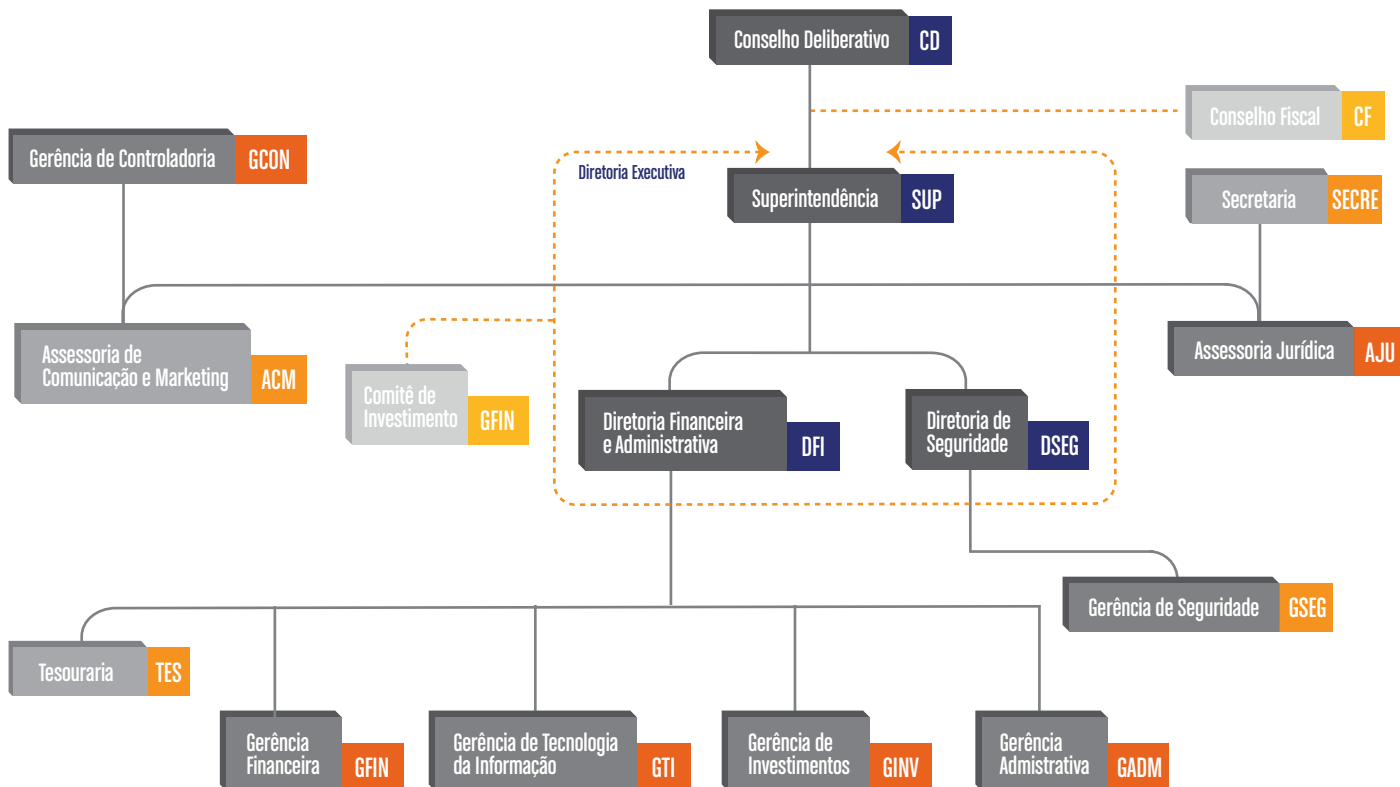 Conselho Deliberativo CD
Conselho Fiscal CF
Gerência de Controladoria GCON
Diretoria Executiva
Superintendência SUP
Secretaria SECRE
Assessoria de
Comunicação e Marketing ACM
Assessoria Jurídica AJU
Comitê de
Investimento GFIN
Diretoria Financeira
e Administrativa DFI
Diretoria de
Seguridade DSEG
Gerência de Seguridade GSEG
Tesouraria TES
Gerência
Financeira GFIN
Gerência de Tecnologia
da Informação GTI
Gerência de
Investimentos GINV
Gerência
Admistrativa GADM